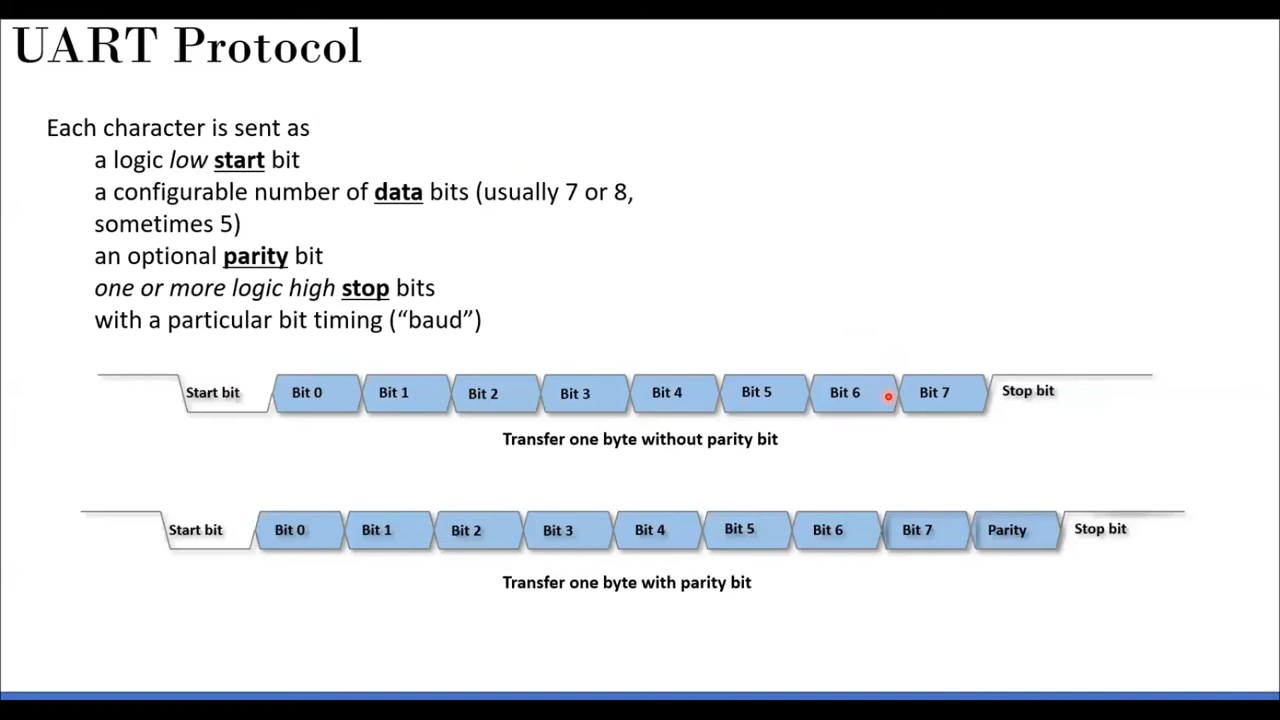 UART Protocol
Each character is sent as
a logic low start bit
a configurable number of data bits (usually 7 or 8,
sometimes 5)
an optional parity bit
one or more logic high stop bits
with a particular bit timing (“baud”)
Start bit Bit 0 Bit 1 Bit 2 Bit 3 Bit 4 Bit 5 Bit 6 Bit 7 Stop bit
Transfer one byte without parity bit
Start bit Bit 0 Bit 1 Bit 2 Bit 3 Bit 4 Bit 5 Bit 6 Bit 7 Parity Stop bit
Transfer one byte with parity bit